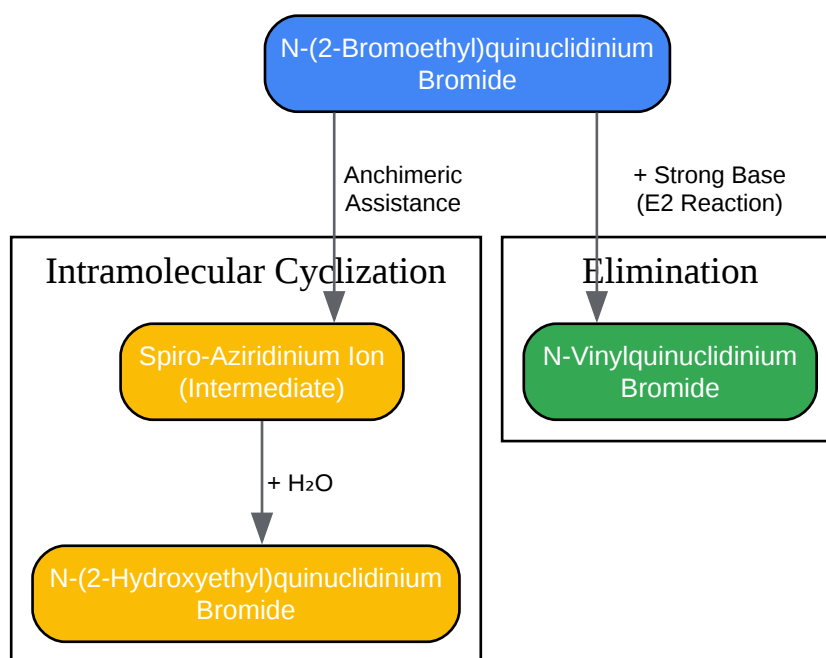 N-(2-Bromoethyl)quinuclidinium
Bromide
Anchimeric
Assistance
+ Strong Base
(E2 Reaction)
Intramolecular Cyclization
Elimination
Spiro-Aziridinium Ion
(Intermediate)
N-Vinylquinuclidinium
Bromide
+ H₂O
N-(2-Hydroxyethyl)quinuclidinium
Bromide